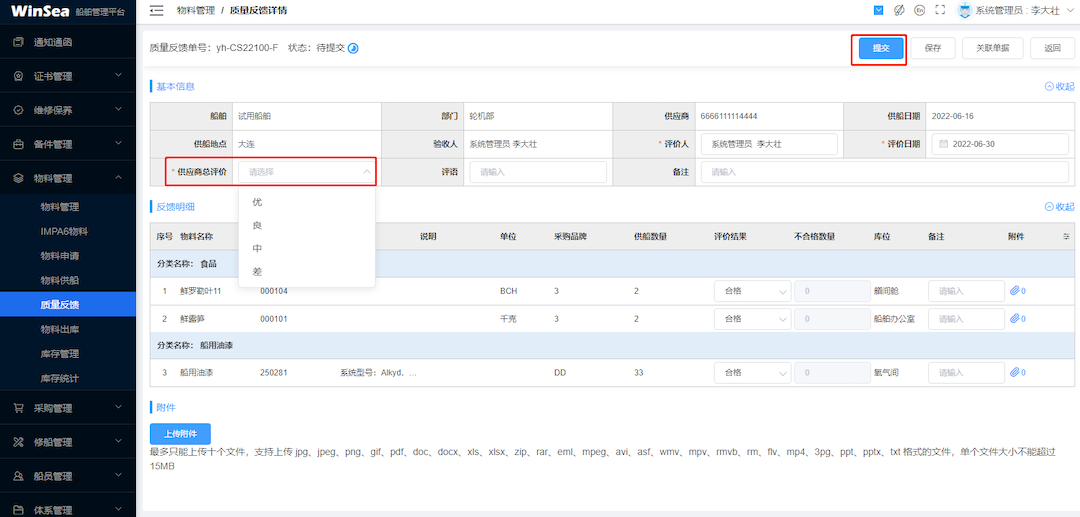 WinSea 船舶管理平台
物料管理 / 质量反馈详情
En
系统管理员 : 李大壮
通知通函
证书管理
维修保养
备件管理
物料管理
物料管理
IMPA6物料
物料申请
物料供船
质量反馈
物料出库
库存管理
库存统计
采购管理
修船管理
船员管理
体系管理
质量反馈单号: yh-CS22100-F 状态: 待提交
提交 保存 关联单据 返回
基本信息 收起
船舶 试用船舶 部门 轮机部 供应商 6666111114444 供船日期 2022-06-16
供船地点 大连 验收人 系统管理员 李大壮 * 评价人 系统管理员 李大壮 * 评价日期 2022-06-30
* 供应商总评价 请选择 评语 请输入 备注 请输入
优
良
中
差
反馈明细 收起
序号 物料名称 说明 单位 采购品牌 供船数量 评价结果 不合格数量 库位 备注 附件
分类名称: 食品
1 鲜罗勒叶11 000104 BCH 3 2 合格 0 艏间舱 请输入 0
2 鲜露笋 000101 千克 3 2 合格 0 船舶办公室 请输入 0
分类名称: 船用油漆
3 船用油漆 250281 系统型号: Alkyd. ... DD 33 合格 0 氧气间 请输入 0
附件
上传附件
最多只能上传十个文件，支持上传 jpg、jpeg、png、gif、pdf、doc、docx、xls、xlsx、zip、rar、eml、mpeg、avi、asf、wmv、mpv、rmvb、rm、flv、mp4、3pg、ppt、pptx、txt 格式的文件，单个文件大小不能超过
15MB